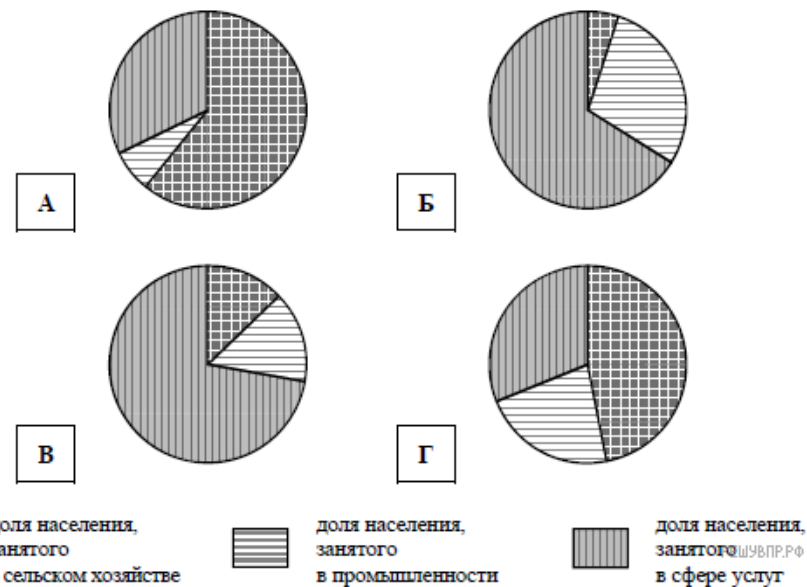 А
Б
В
Г
доля населения,
занятого
в сельском хозяйстве
доля населения,
занятого
в промышленности
доля населения,
занятого
в сфере услуг
РЕШУВПР.РФ